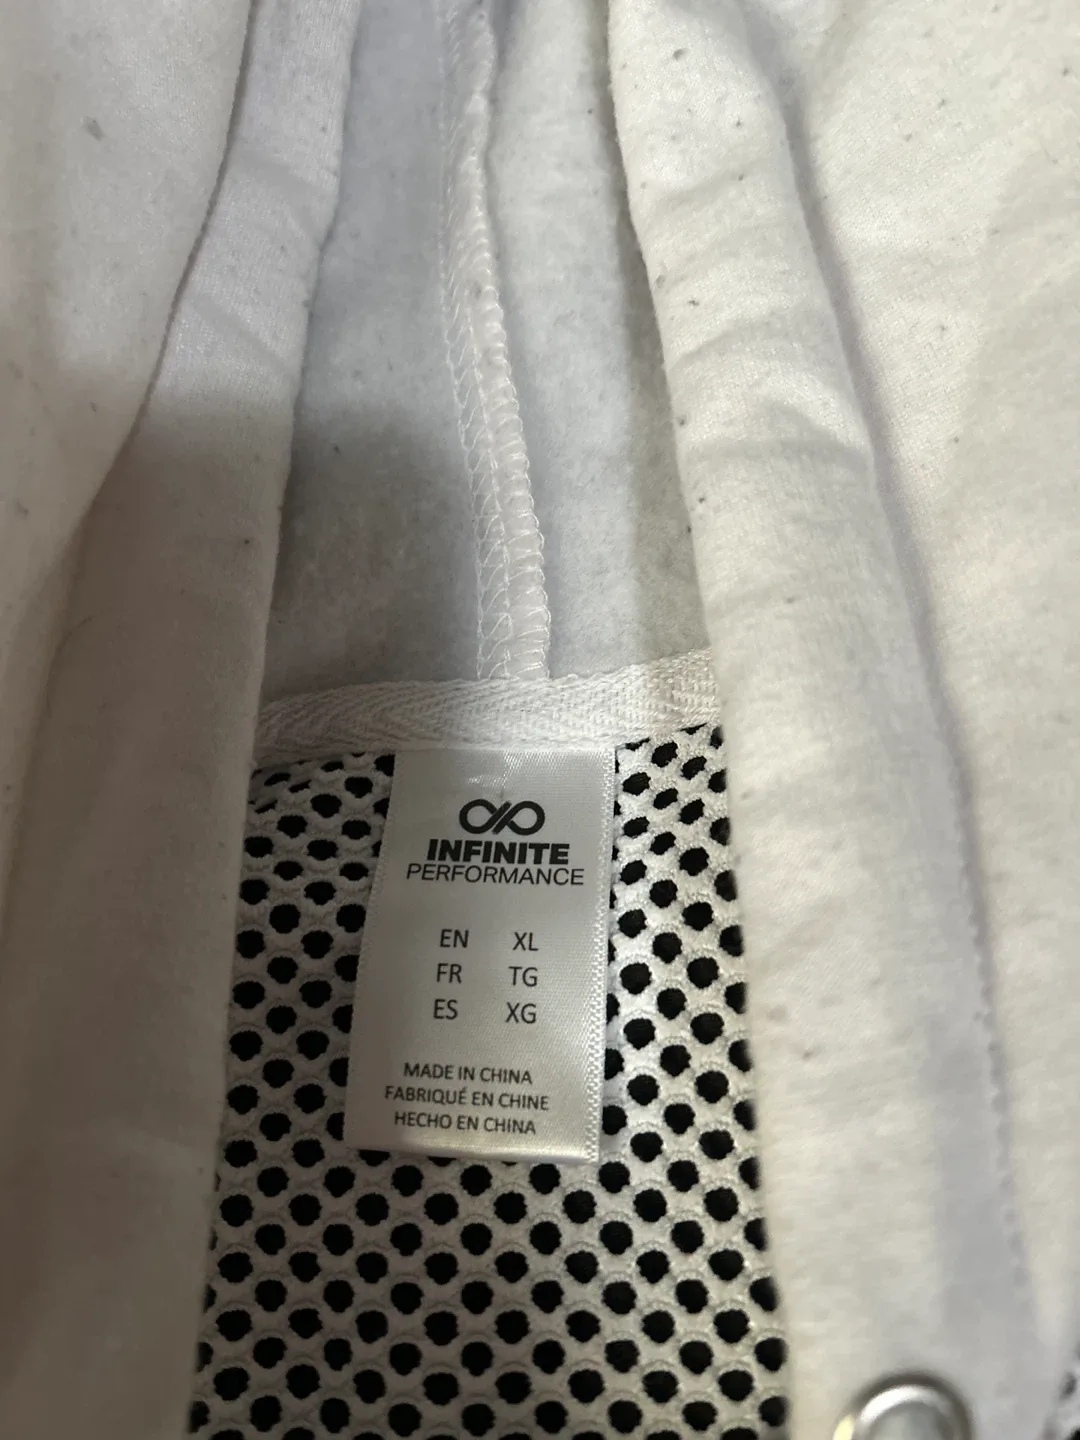 INFINITE
PERFORMANCE
EN XL
FR TG
ES XG
MADE IN CHINA
FABRIQUÉ EN CHINE
HECHO EN CHINA